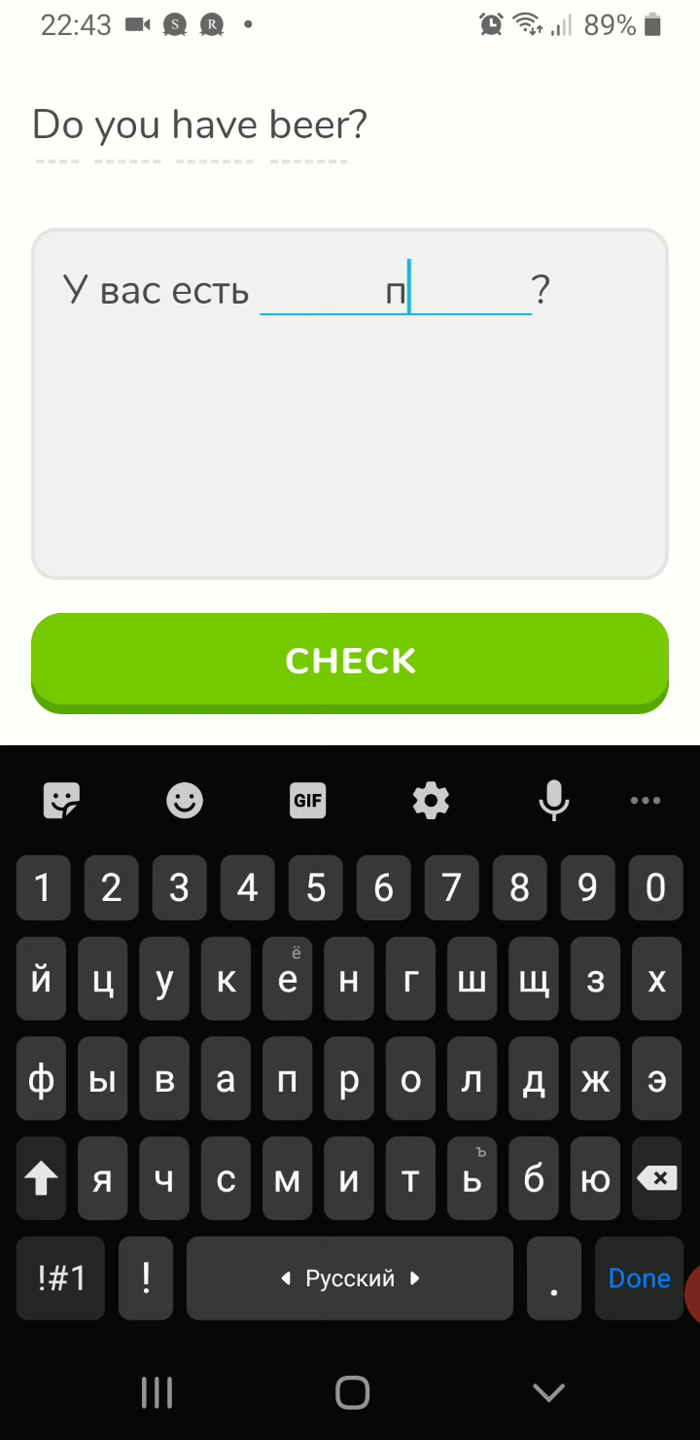 22:43 S R 89%
Do you have beer?
У вас есть п ?
CHECK
GIF
1 2 3 4 5 6 7 8 9 0
ё
й ц у к е н г ш щ з х
ф ы в а п р о л д ж э
ъ
я ч с м и т ь б ю
!#1 ! Русский . Done